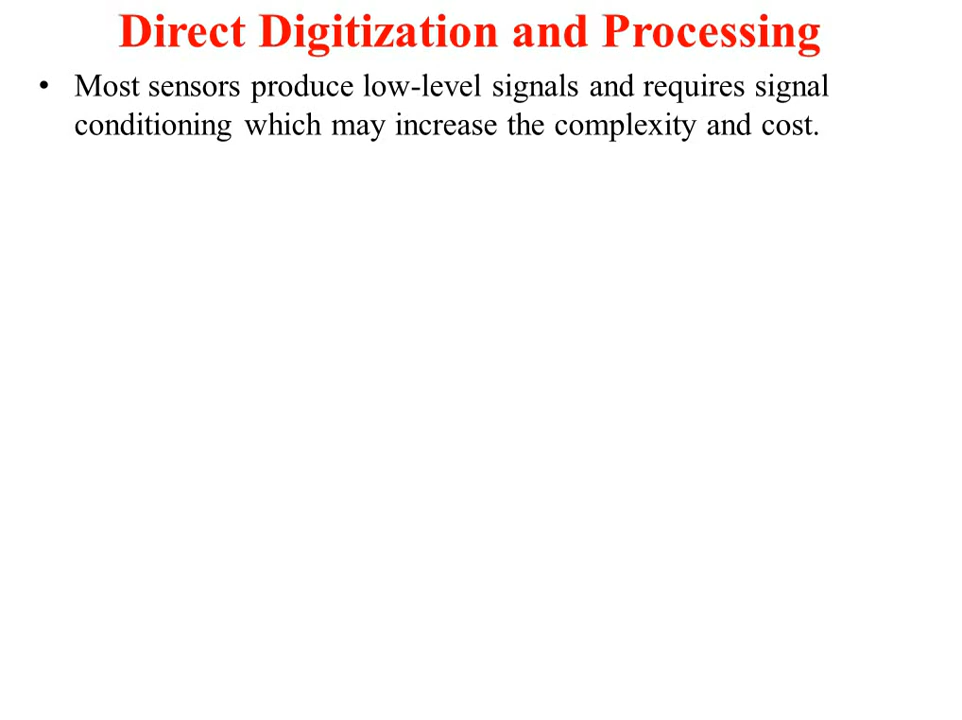 Direct Digitization and Processing
• Most sensors produce low-level signals and requires signal
conditioning which may increase the complexity and cost.